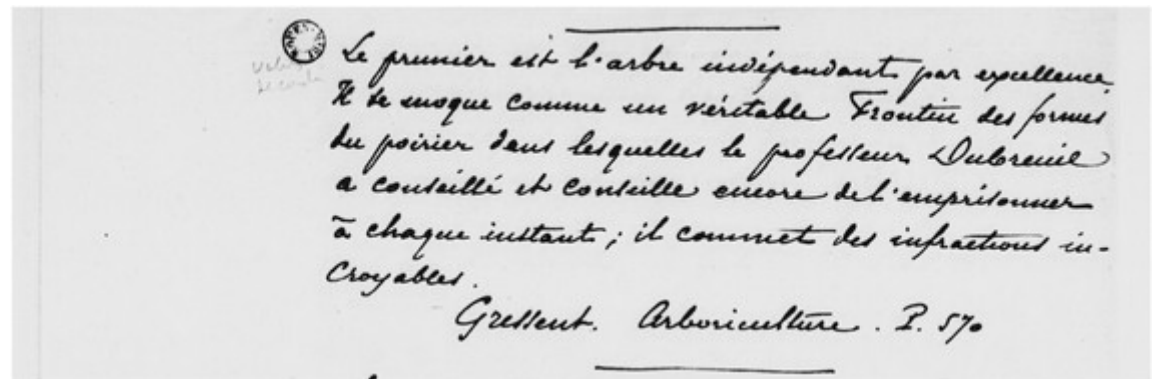 Le prunier est l'arbre indépendant par excellence.
Il se moque comme un véritable Frontin des formes
du poirier dans lesquelles le professeur Dubreuil
a conseillé et conseille encore de l'emprisonner
à chaque instant ; il commet des infractions in-
croyables.
Gressent. Arboriculture. P. 570